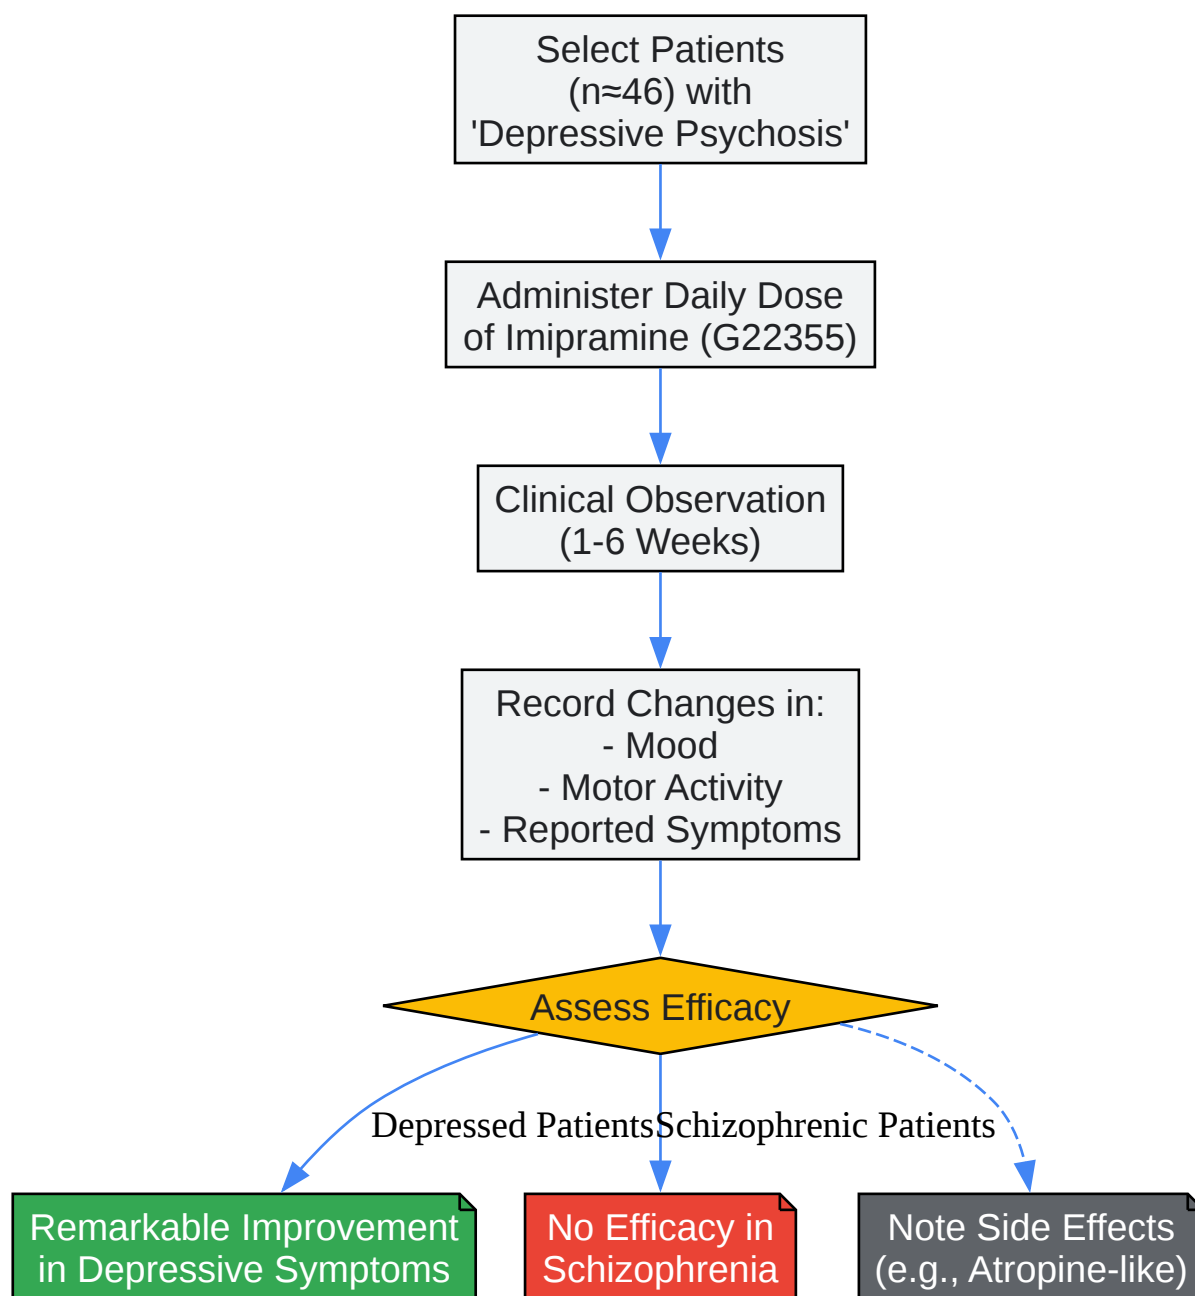 Select Patients
(n≈46) with
'Depressive Psychosis'
Administer Daily Dose
of Imipramine (G22355)
Clinical Observation
(1-6 Weeks)
Record Changes in:
- Mood
- Motor Activity
- Reported Symptoms
Assess Efficacy
Depressed Patients
Schizophrenic Patients
Remarkable Improvement
in Depressive Symptoms
No Efficacy in
Schizophrenia
Note Side Effects
(e.g., Atropine-like)